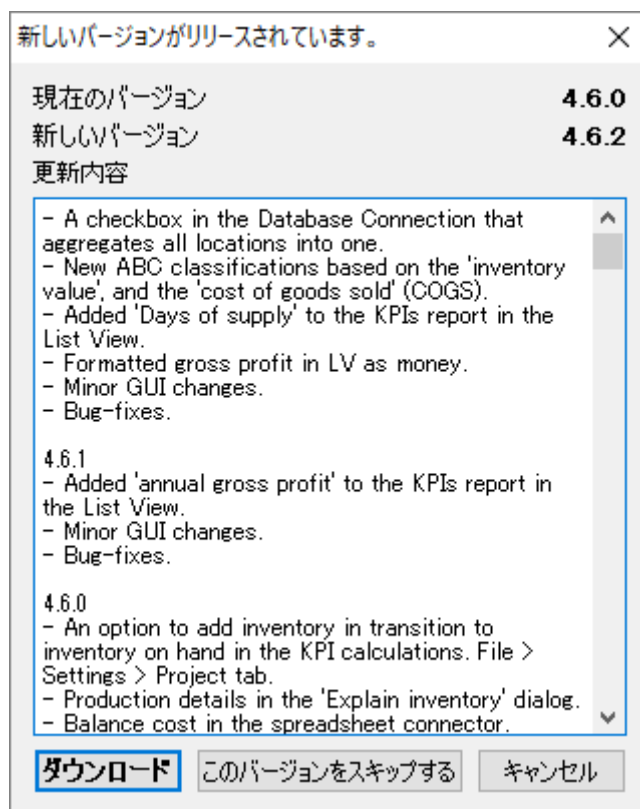 新しいバージョンがリリースされています。
現在のバージョン 4.6.0
新しいバージョン 4.6.2
更新内容
- A checkbox in the Database Connection that
aggregates all locations into one.
- New ABC classifications based on the 'inventory
value', and the 'cost of goods sold' (COGS).
- Added 'Days of supply' to the KPIs report in the
List View.
- Formatted gross profit in LV as money.
- Minor GUI changes.
- Bug-fixes.
4.6.1
- Added 'annual gross profit' to the KPIs report in
the List View.
- Minor GUI changes.
- Bug-fixes.
4.6.0
- An option to add inventory in transition to
inventory on hand in the KPI calculations. File >
Settings > Project tab.
- Production details in the 'Explain inventory' dialog.
- Balance cost in the spreadsheet connector.
ダウンロード このバージョンをスキップする キャンセル